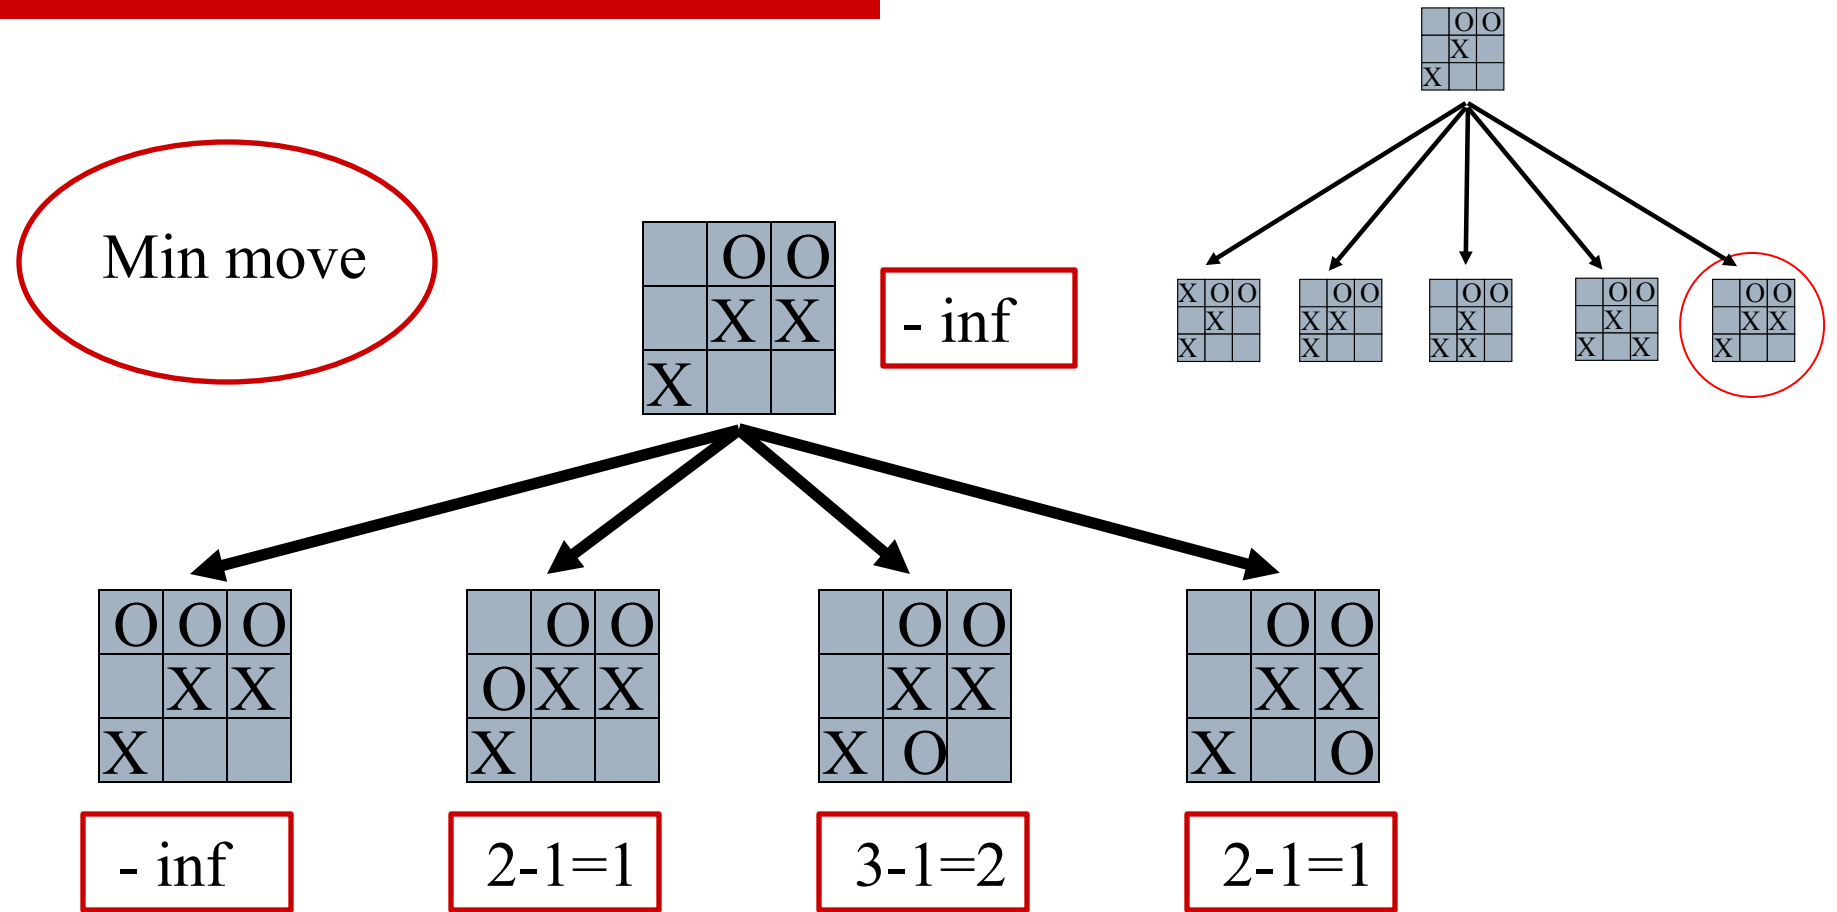 O O
X
X
Min move
O O
X X
X
- inf
X O O
X
X
O O
X X
X
O O
X
X X
O O
X
X X
O O
X X
X
O O O
X X
X
O O
O X X
X
O O
X X
X O
O O
X X
X O
- inf
2-1=1
3-1=2
2-1=1